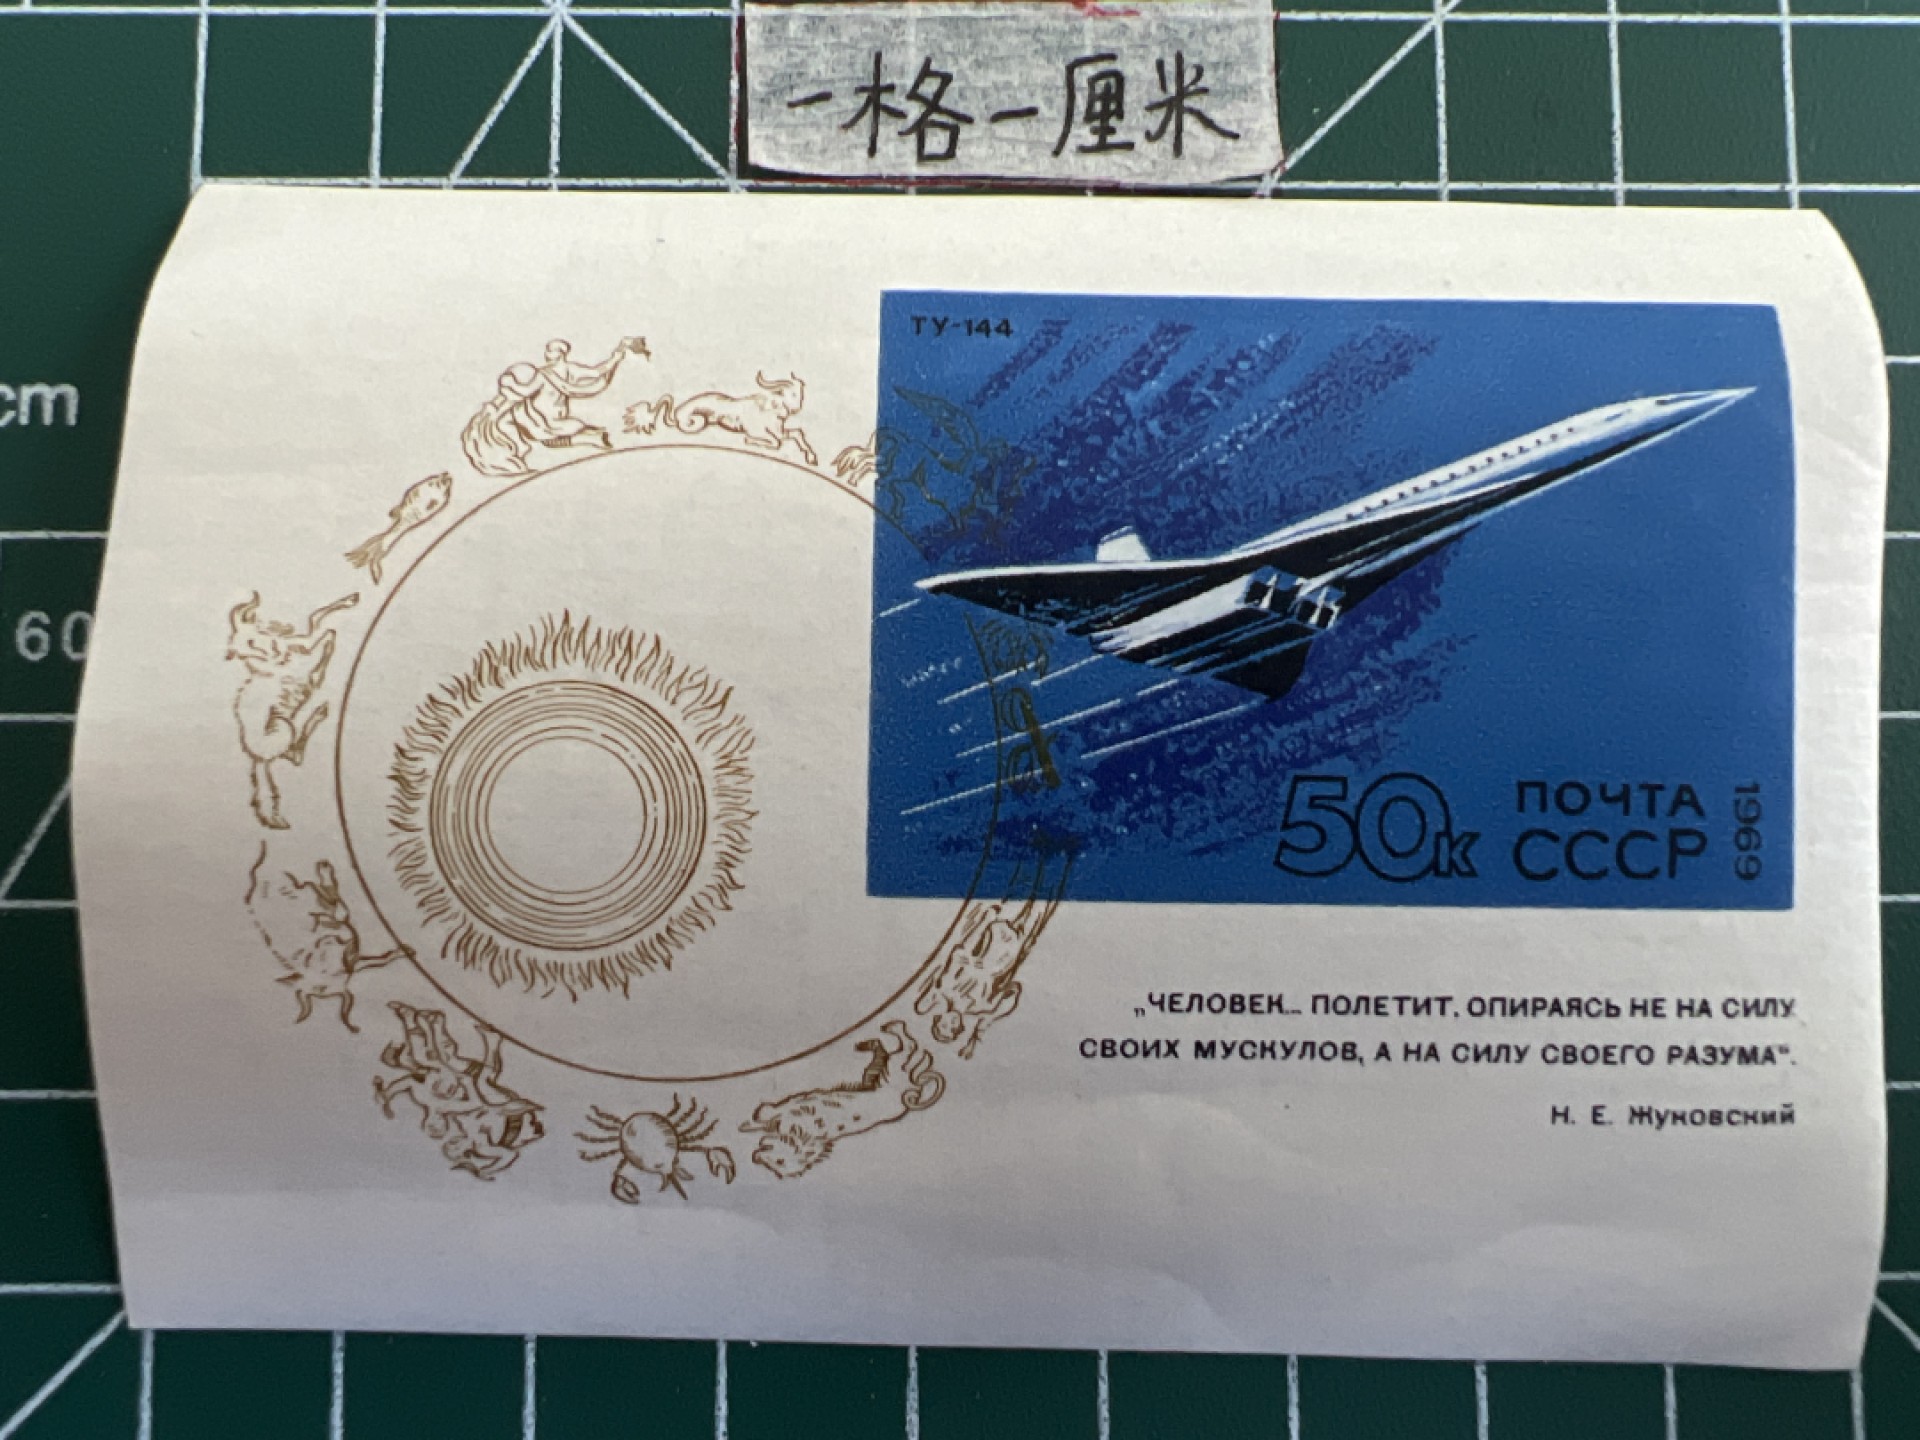 一格一厘米
cm
60
ТУ-144
50к
ПОЧТА
СССР
1969
„ЧЕЛОВЕК... ПОЛЕТИТ, ОПИРАЯСЬ НЕ НА СИЛУ
СВОИХ МУСКУЛОВ, А НА СИЛУ СВОЕГО РАЗУМА“.
Н. Е. Жуковский